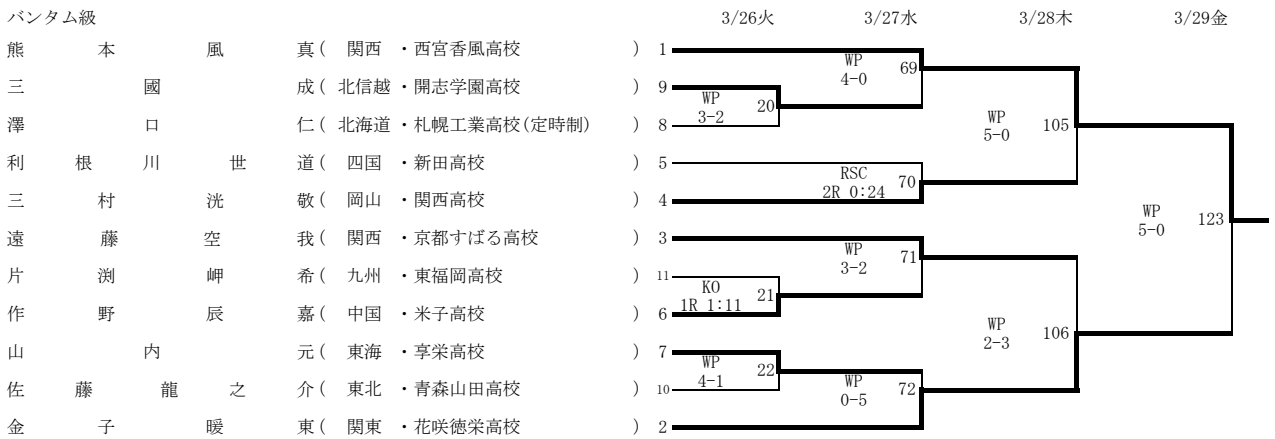 バンタム級 3/26火 3/27水 3/28木 3/29金
熊本風真( 関西 ・西宮香風高校 ) 1
WP
4-0
69
三國成( 北信越 ・開志学園高校 ) 9
WP
3-2
20
澤口仁( 北海道 ・札幌工業高校(定時制) ) 8
WP
5-0
105
利根川世道( 四国 ・新田高校 ) 5
RSC
2R 0:24
70
三村洸敬( 岡山 ・関西高校 ) 4
WP
5-0
123
遠藤空我( 関西 ・京都すばる高校 ) 3
WP
3-2
71
片渕岬希( 九州 ・東福岡高校 ) 11
KO
1R 1:11
21
作野辰嘉( 中国 ・米子高校 ) 6
WP
2-3
106
山内元( 東海 ・享栄高校 ) 7
WP
4-1
22
佐藤龍之介( 東北 ・青森山田高校 ) 10
WP
0-5
72
金子暖東( 関東 ・花咲徳栄高校 ) 2